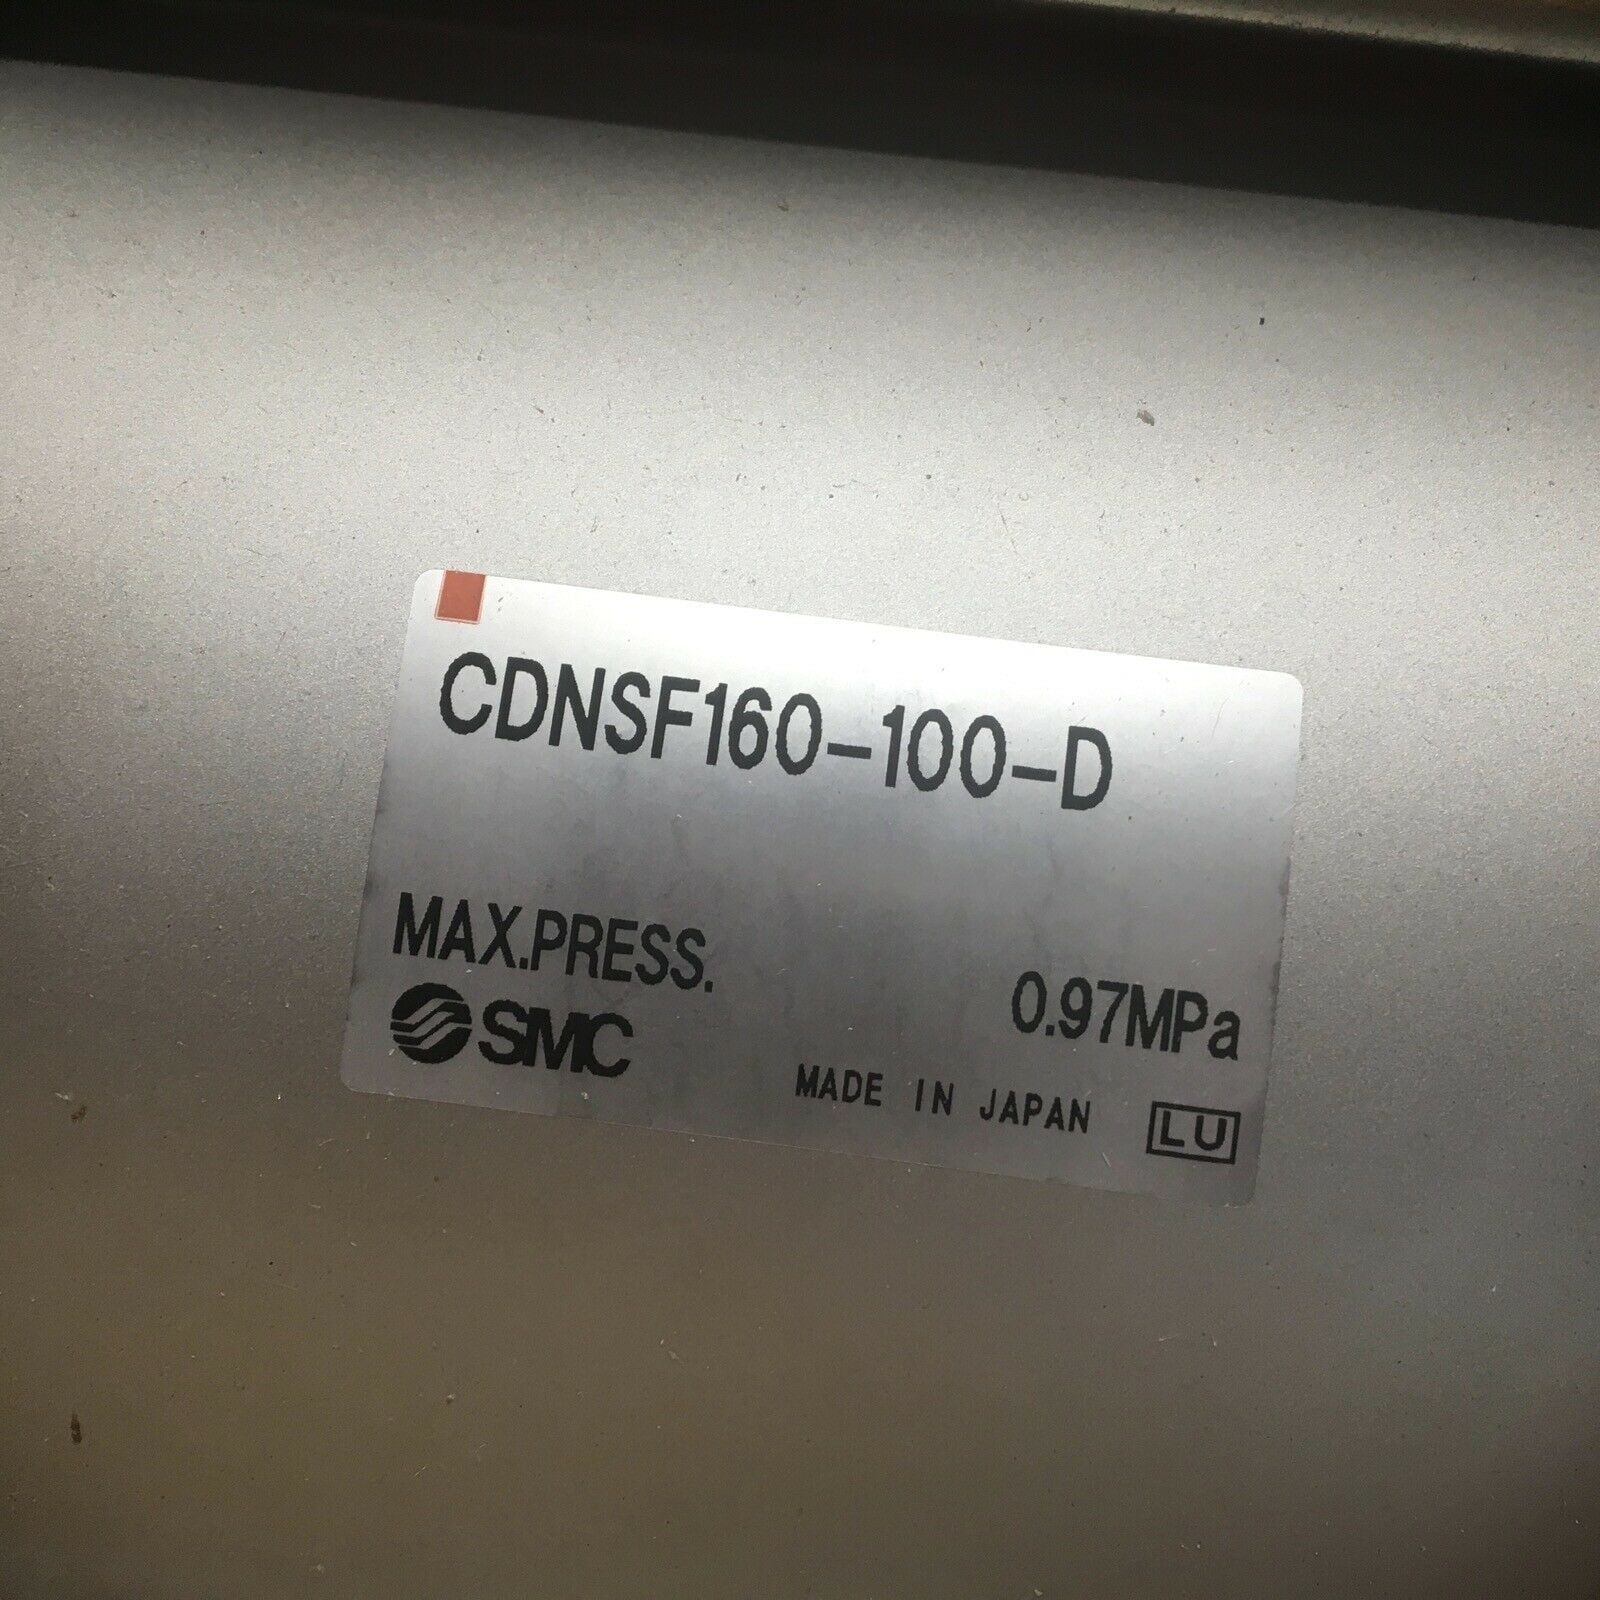 CDNSF160-100-D
MAX.PRESS. 0.97MPa
SMC
MADE IN JAPAN LU